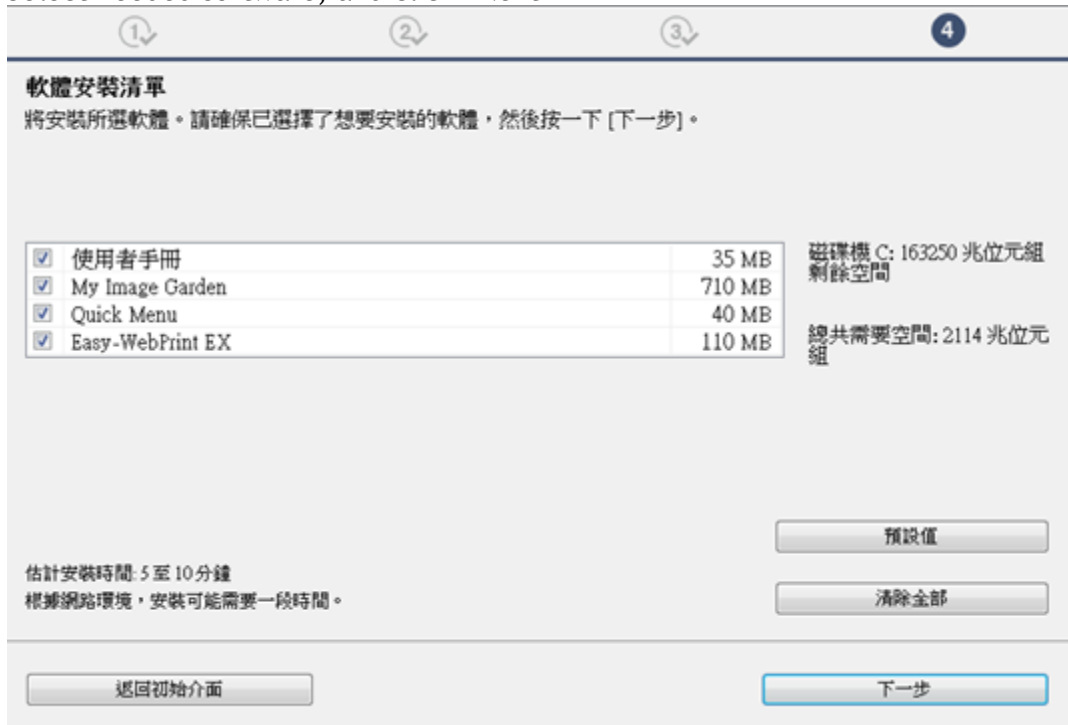 1 2 3 4
軟體安裝清單
將安裝所選軟體。請確保已選擇了想要安裝的軟體，然後按一下 [下一步]。
使用者手冊 35 MB
My Image Garden 710 MB
Quick Menu 40 MB
Easy-WebPrint EX 110 MB
磁碟機 C: 163250 兆位元組
剩餘空間
總共需要空間: 2114 兆位元
組
預設值
估計安裝時間: 5 至 10 分鐘
根據網路環境，安裝可能需要一段時間。
清除全部
返回初始介面
下一步